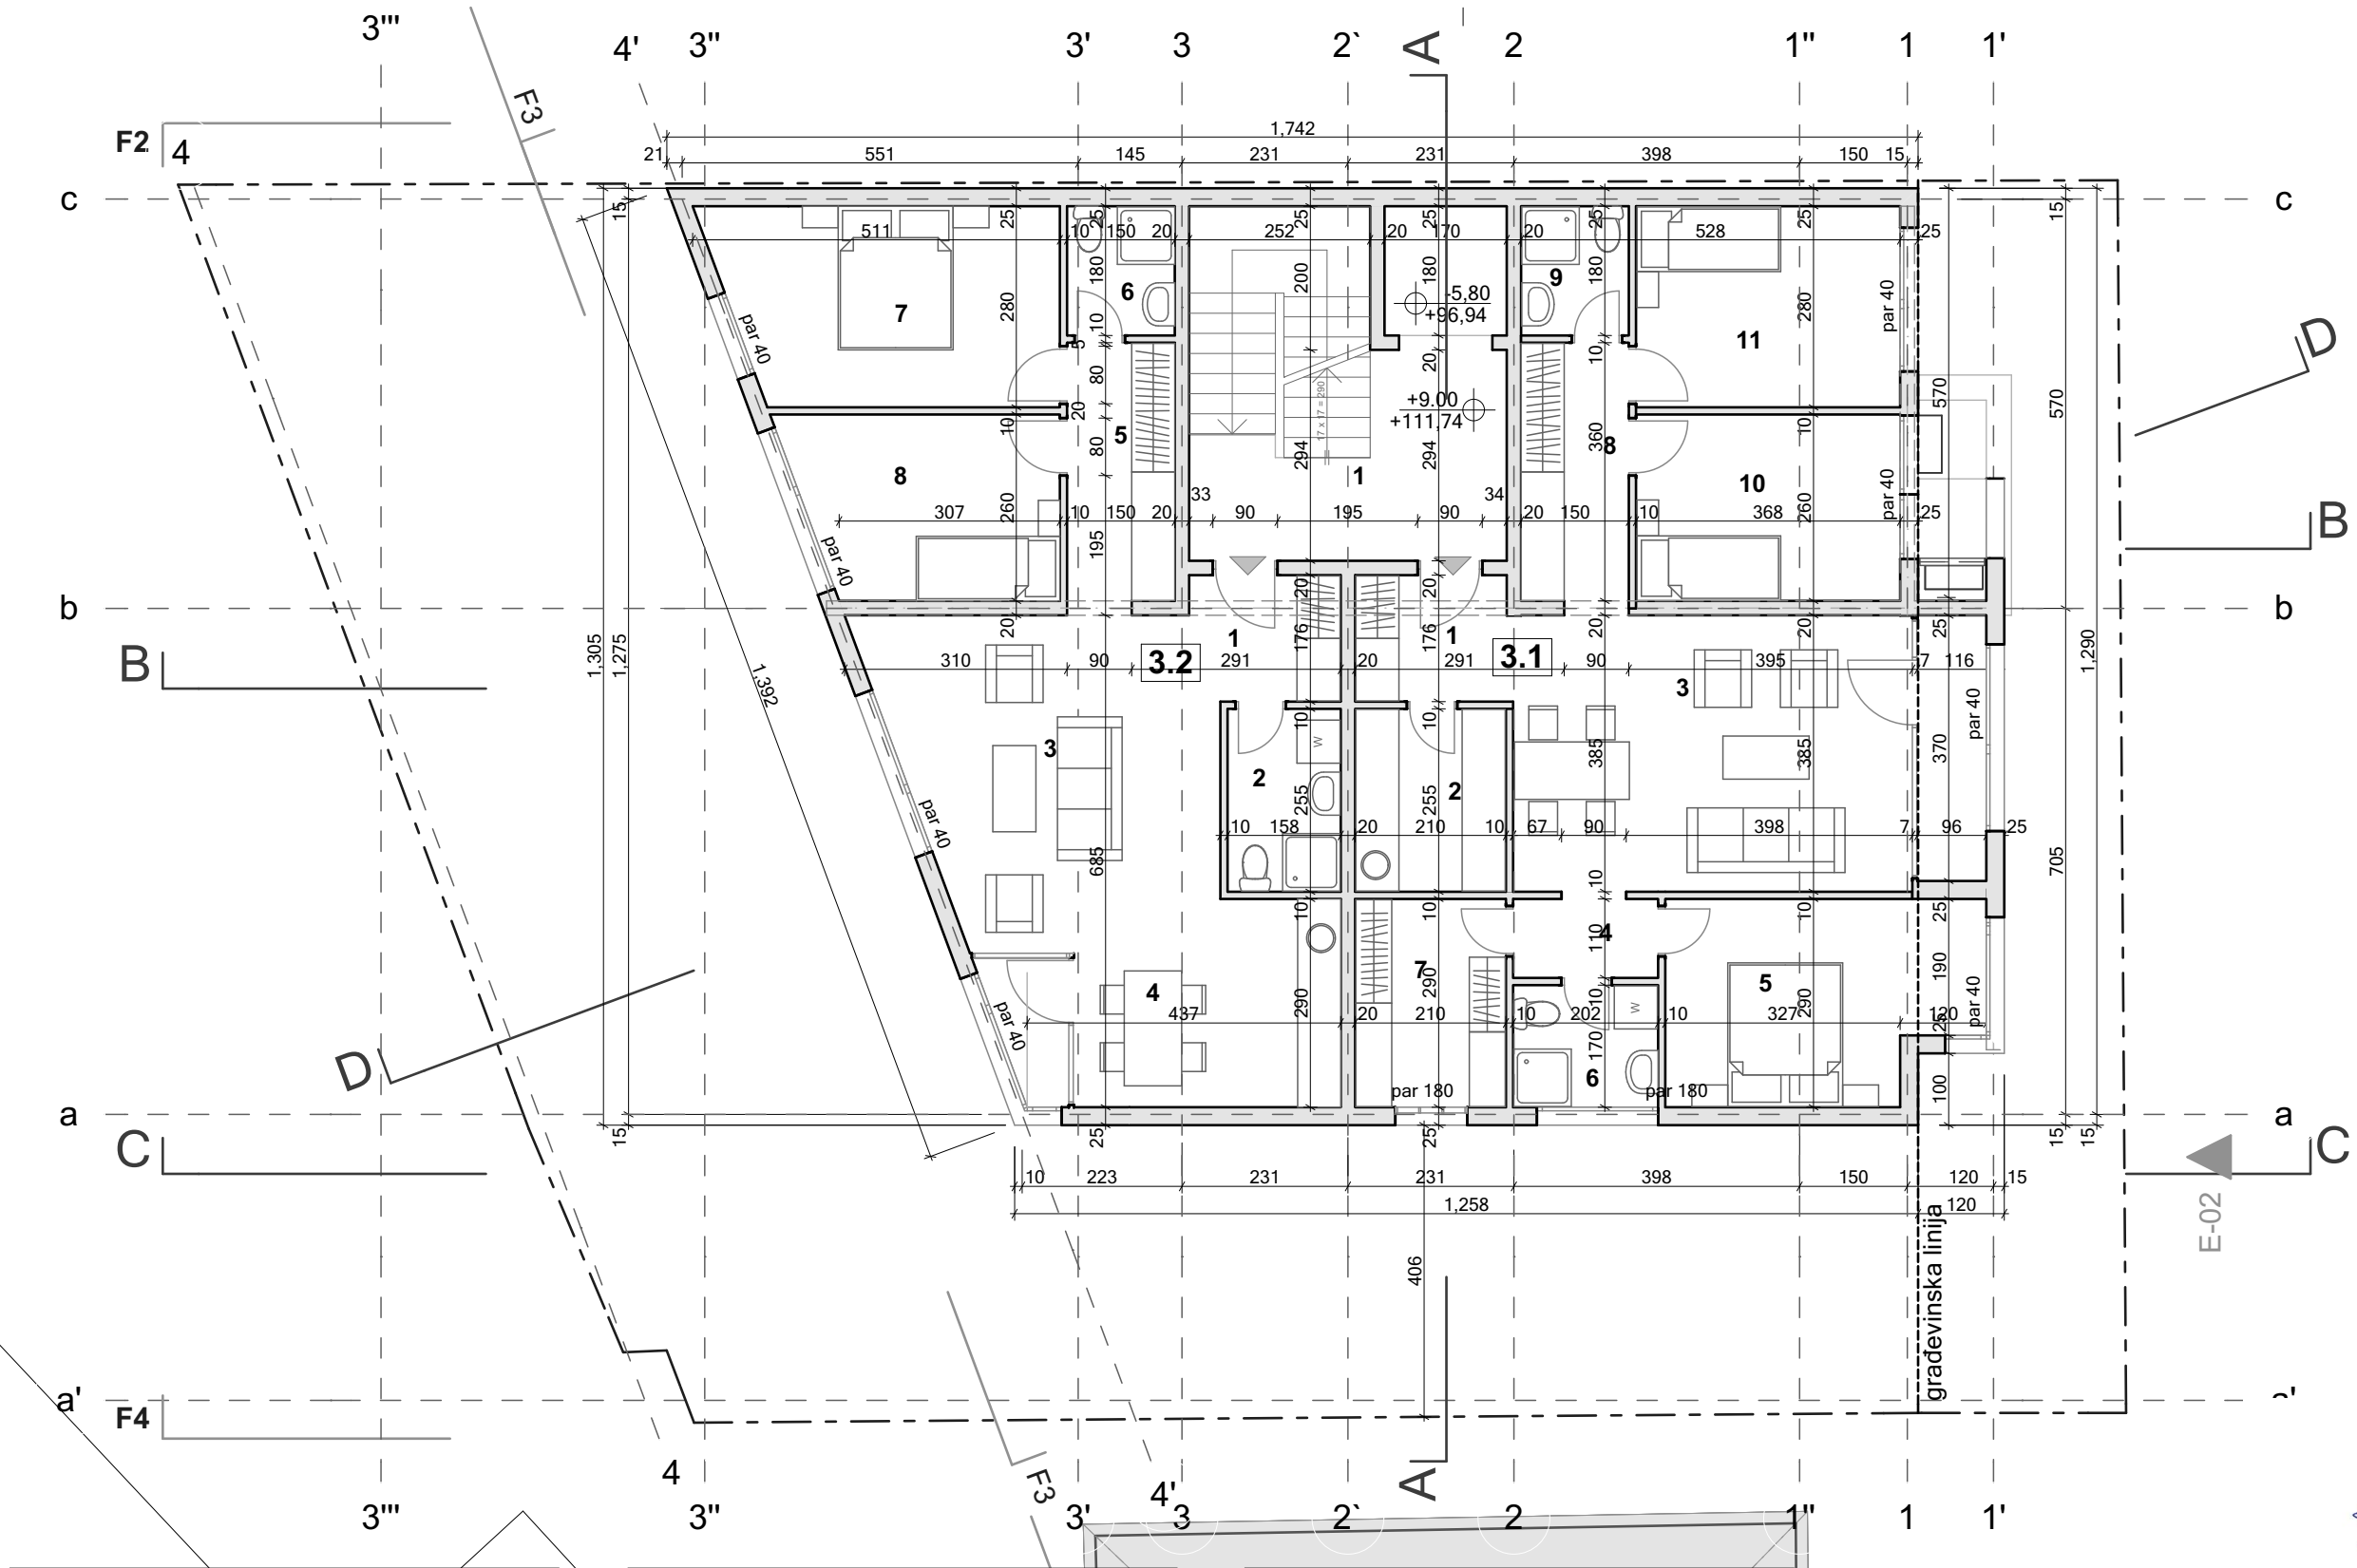 3''' 4' 3'' 3' 3 2` A 2 1'' 1 1'
F3
F2 4
1,742
21 551 145 231 231 398 150 15
c c
15 25 25 25 25 25 15
511 10 150 20 252 20 170 20 528 25
180 200 180 9 180
6 -5,80
7 280 +96,94 280 par 40
par 40 10 11 D
5 20 10
80 +9.00 570 570
20 +111,74
17 x 17 = 290
10 80 5 294 294 360 8 10
8 1 10 par 40
33 34
307 260 10 150 20 90 195 90 20 150 10 368 260 25
B
par 40 195
20 20
b b
20 1 176 176 1 20 20 25
1,305 1,275 3.2 3.1 1,290
B 310 90 291 20 291 90 395 7 116
1,392 3
10 10 par 40
3 W 385 385 370
2 2
255 255
par 40 10 158 20 210 10 67 90 398 7 96 25
685 705
10 10 10 10 25
110 4
7 190
4 290 290 10 W 5 290 par 40
par 40 437 20 210 10 202 10 327 120
25
D 170
6
par 180 par 180 100
a a
15 25 25 15 15
C C
10 223 231 231 398 150 120 15
1,258 120
406
građevinska linija
E-02
a' a'
F4
4 F3 4' A
3''' 3'' 3' 3 2` 2 1'' 1 1'